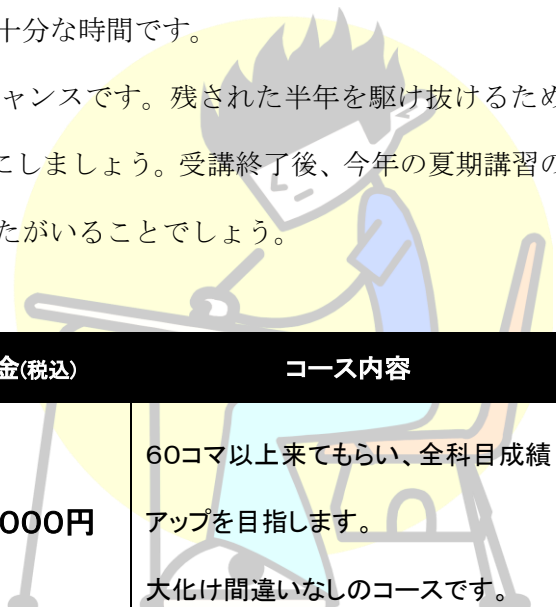 十分な時間です。
ャンスです。残された半年を駆け抜けるため
にしましょう。受講終了後、今年の夏期講習の
たがいることでしょう。
金(税込)
コース内容
60コマ以上来てもらい、全科目成績
000円
アップを目指します。
大化け間違いなしのコースです。